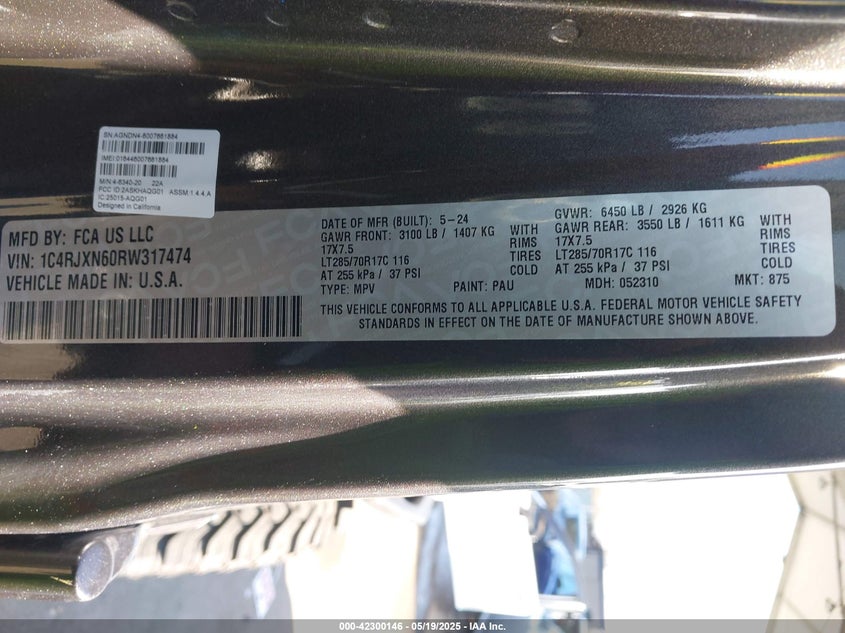 SN:AGNDN4-8007661884
IMEI:018446007661884
M/N:4-8340-20 22A
FCC ID:2ASKHAQG01 ASSM.1.4.4 A
IC:25015-AQG01
Designed in California
MFD BY: FCA US LLC
VIN: 1C4RJXN60RW317474
VEHICLE MADE IN: U.S.A.
DATE OF MFR (BUILT): 5-24
GAWR FRONT: 3100 LB / 1407 KG WITH
17X7.5 RIMS
LT285/70R17C 116 TIRES
AT 255 kPa / 37 PSI COLD
TYPE: MPV PAINT: PAU
GVWR: 6450 LB / 2926 KG
GAWR REAR: 3550 LB / 1611 KG WITH
17X7.5 RIMS
LT285/70R17C 116 TIRES
AT 255 kPa / 37 PSI COLD
MDH: 052310 MKT: 875
THIS VEHICLE CONFORMS TO ALL APPLICABLE U.S.A. FEDERAL MOTOR VEHICLE SAFETY
STANDARDS IN EFFECT ON THE DATE OF MANUFACTURE SHOWN ABOVE.
000-42300146 - 05/19/2025 - IAA Inc.